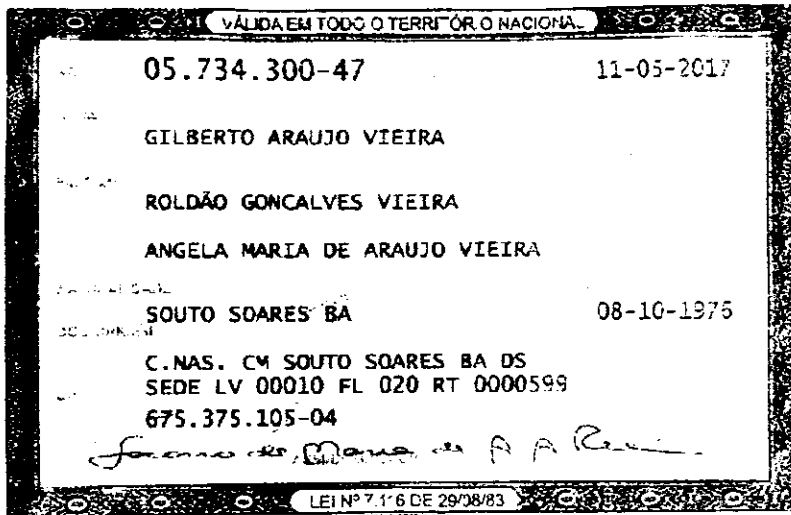 VÁLIDA EM TODO O TERRITÓRIO NACIONAL
05.734.300-47 11-05-2017
GILBERTO ARAUJO VIEIRA
ROLDÃO GONCALVES VIEIRA
ANGELA MARIA DE ARAUJO VIEIRA
SOUTO SOARES BA 08-10-1976
C.NAS. CM SOUTO SOARES BA DS
SEDE LV 00010 FL 020 RT 0000599
675.375.105-04
LEI Nº 7.116 DE 29/08/83